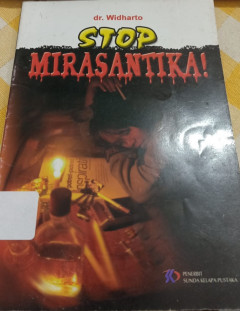 dr. Widharto
STOP
MIRASANTIKA!
PENERBIT
SUNDA KELAPA PUSTAKA